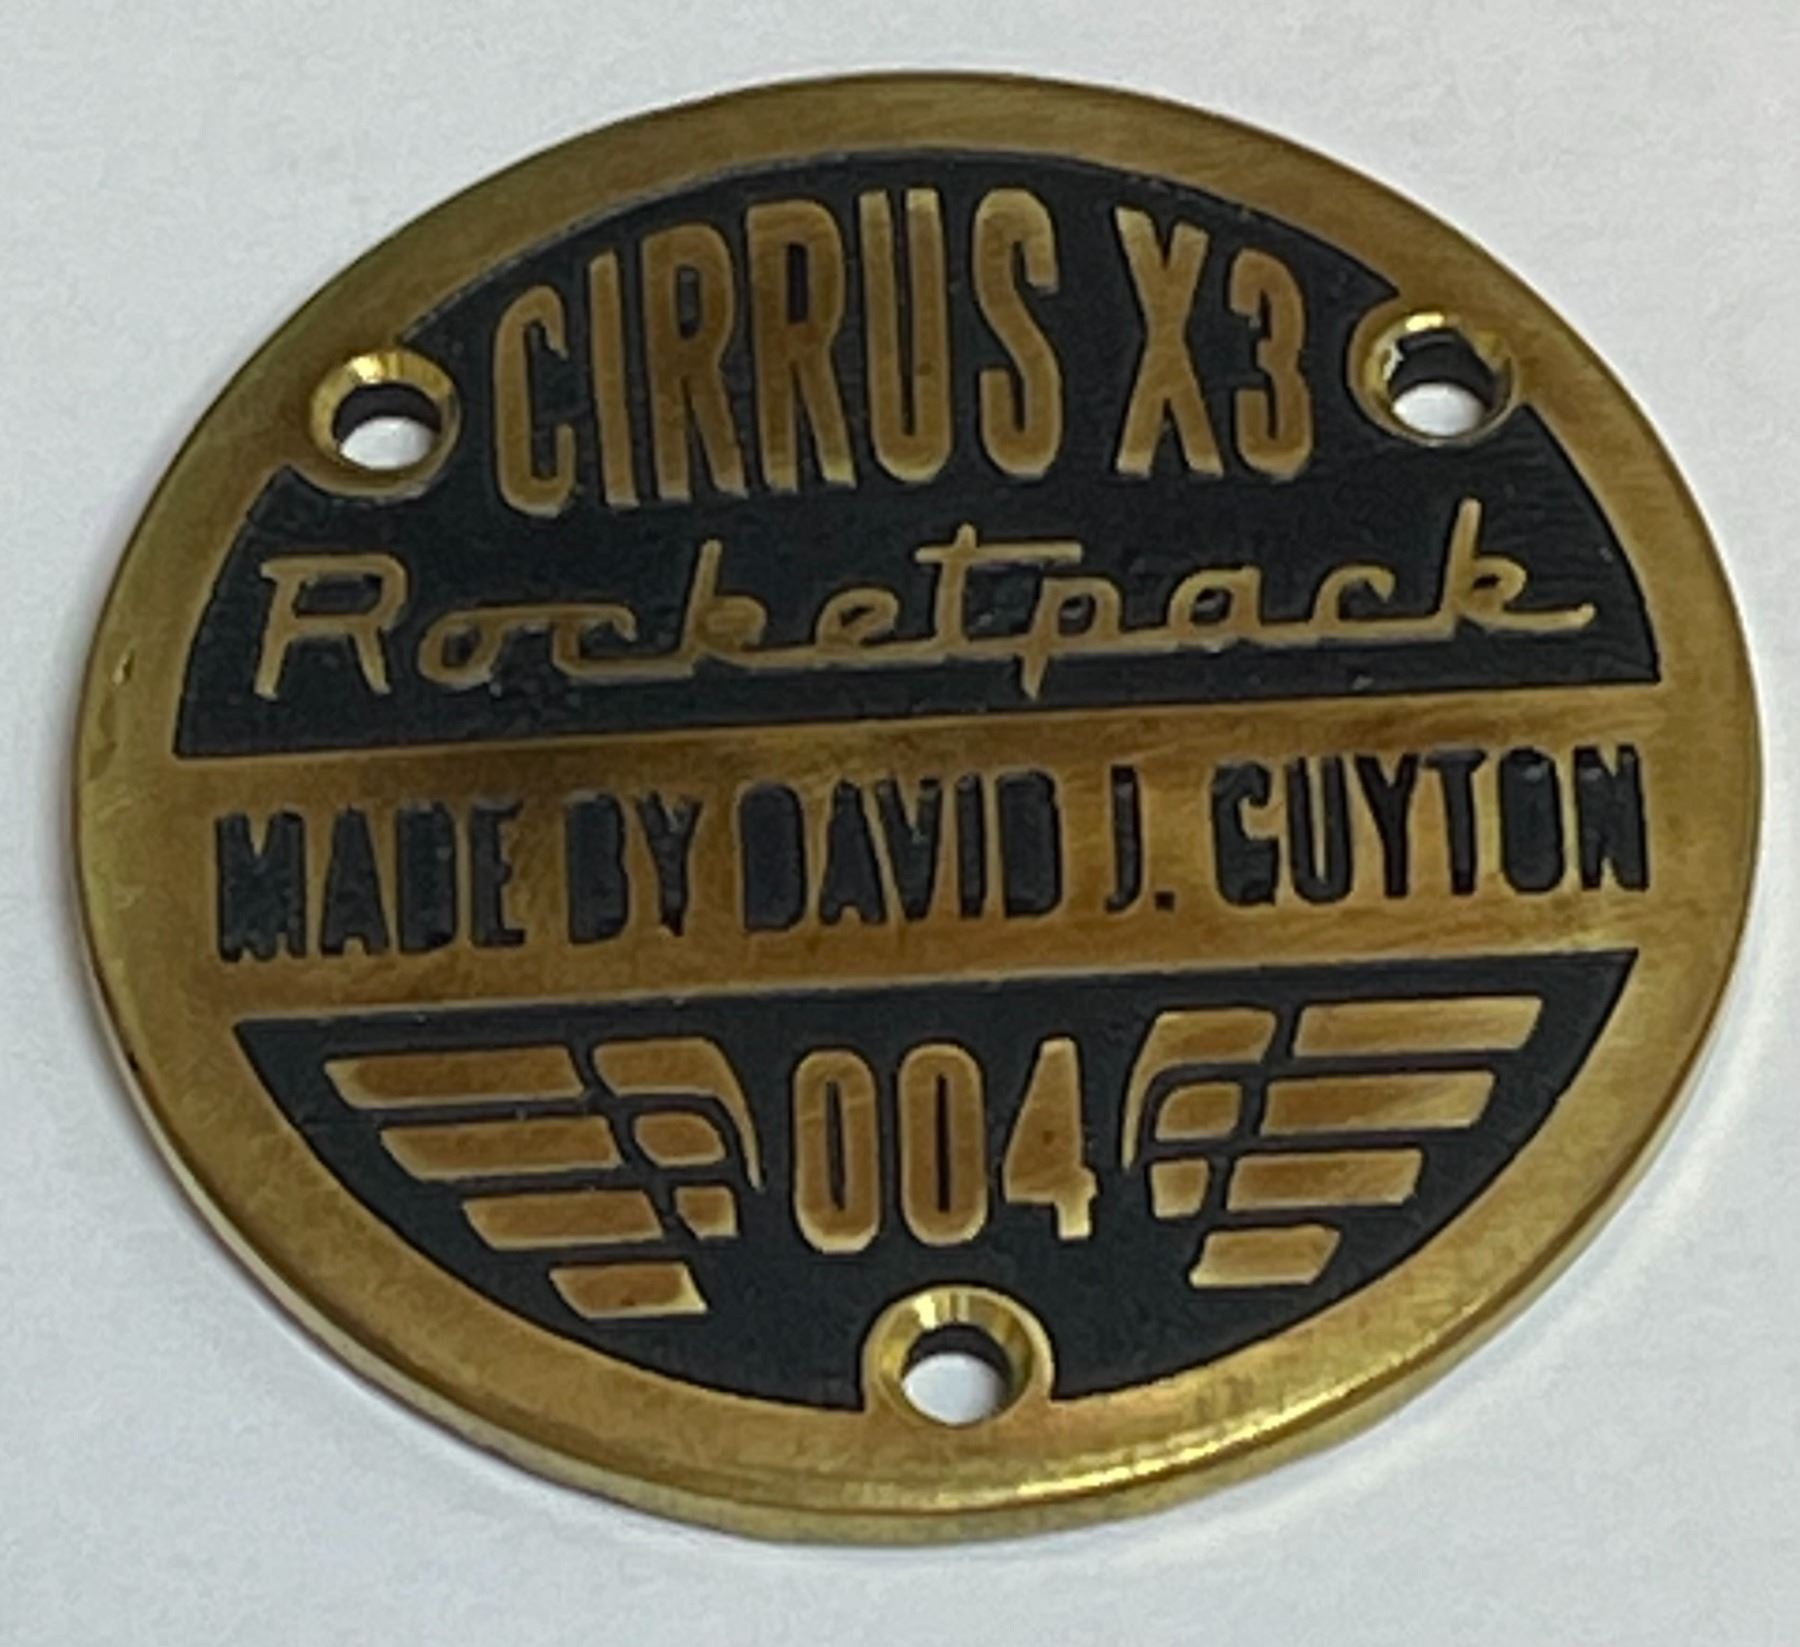 CIRRUS X3
Rocketpack
MADE BY DAVID J. GUYTON
004